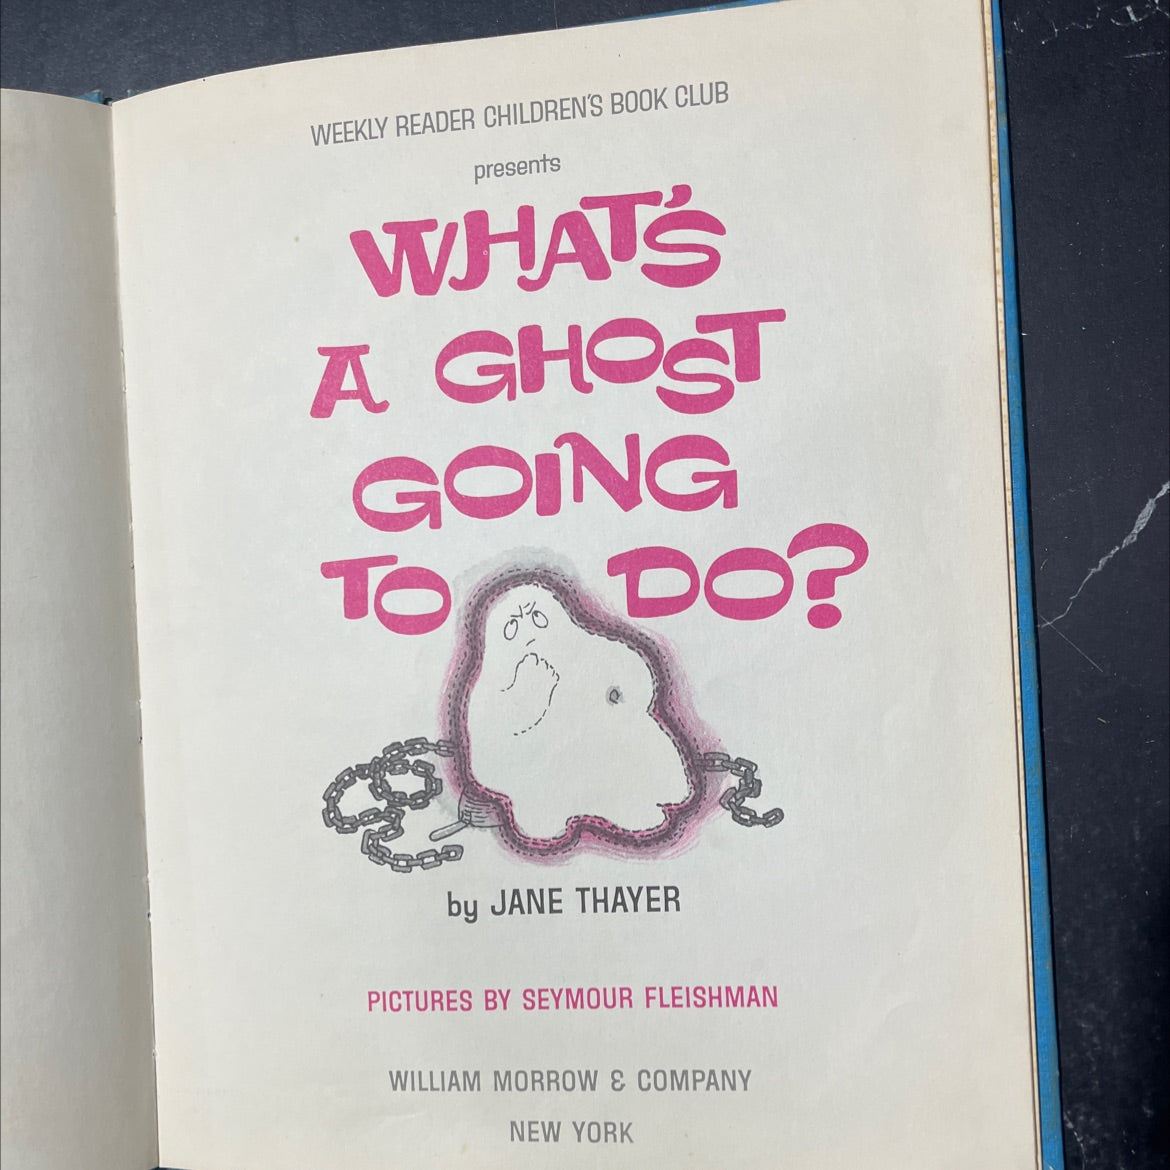 WEEKLY READER CHILDREN'S BOOK CLUB
presents
WHAT'S
A GHOST
GOING
TO DO?
by JANE THAYER
PICTURES BY SEYMOUR FLEISHMAN
WILLIAM MORROW & COMPANY
NEW YORK